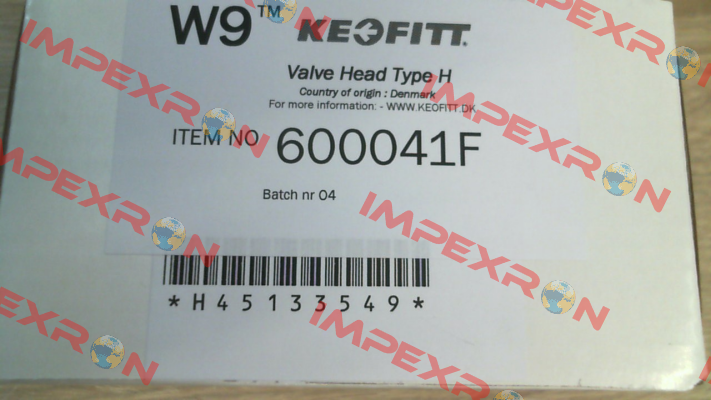 W9™ KEOFITT.
Valve Head Type H
Country of origin : Denmark
For more information: - WWW.KEOFITT.DK
ITEM NO 600041F
Batch nr 04
*H45133549*
IMPEXRON
IMPEXRON
IMPEXRON
IMPEXRON
IMPEXRON
IMPEXRON
IMPEXRON